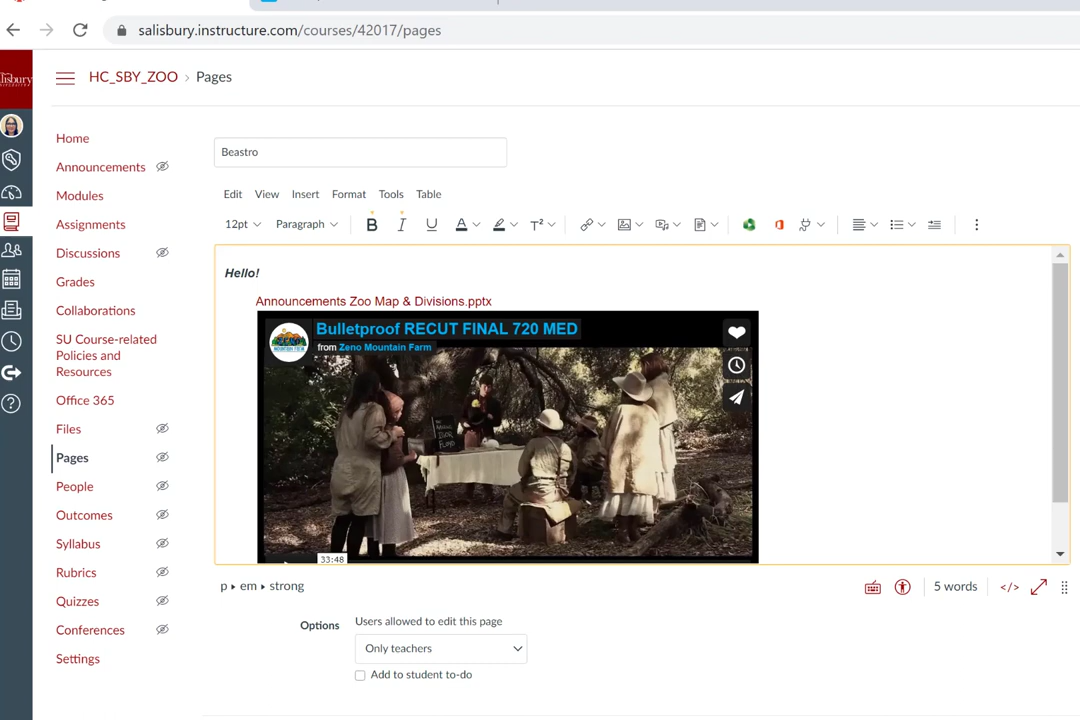 salisbury.instructure.com/courses/42017/pages
HC_SBY_ZOO › Pages
Home
Announcements
Modules
Assignments
Discussions
Grades
Collaborations
SU Course-related
Policies and
Resources
Office 365
Files
Pages
People
Outcomes
Syllabus
Rubrics
Quizzes
Conferences
Settings
Beastro
Edit View Insert Format Tools Table
12pt Paragraph B I U A T²
Hello!
Announcements Zoo Map & Divisions.pptx
Bulletproof RECUT FINAL 720 MED
from Zeno Mountain Farm
33:48
p ▸ em ▸ strong
5 words </>
Options Users allowed to edit this page
Only teachers
Add to student to-do